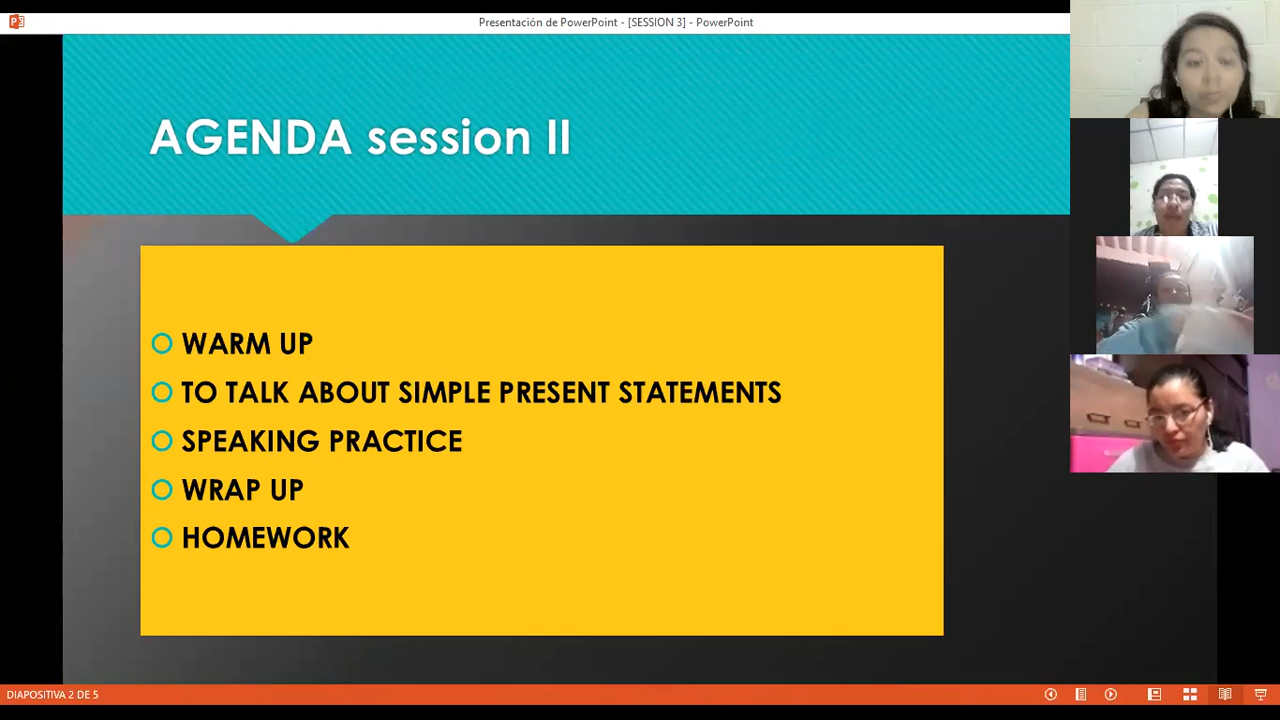 Presentación de PowerPoint - [SESSION 3] - PowerPoint
AGENDA session II
WARM UP
TO TALK ABOUT SIMPLE PRESENT STATEMENTS
SPEAKING PRACTICE
WRAP UP
HOMEWORK
DIAPOSITIVA 2 DE 5